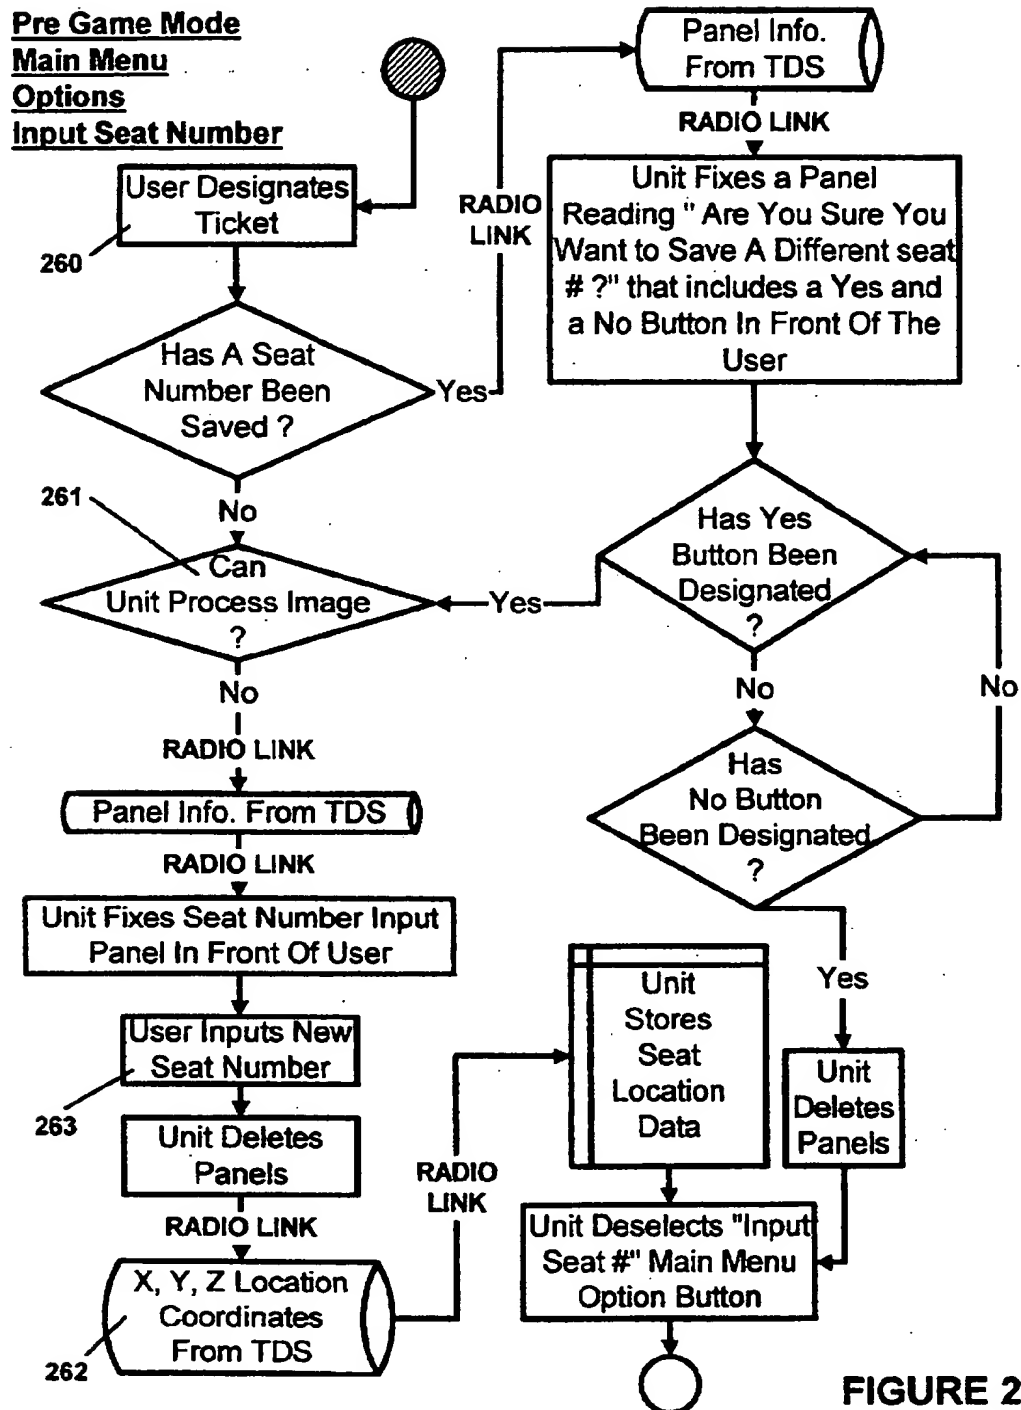 Pre Game Mode
Main Menu
Options
Input Seat Number
User Designates
Ticket
260
Has A Seat
Number Been
Saved ?
Yes
RADIO
LINK
Panel Info.
From TDS
RADIO LINK
Unit Fixes a Panel
Reading " Are You Sure You
Want to Save A Different seat
# ?" that includes a Yes and
a No Button In Front Of The
User
No
261
Can
Unit Process Image
?
Yes
Has Yes
Button Been
Designated
?
No
No
Has
No Button
Been Designated
?
Yes
No
RADIO LINK
Panel Info. From TDS
RADIO LINK
Unit Fixes Seat Number Input
Panel In Front Of User
User Inputs New
Seat Number
263
Unit Deletes
Panels
RADIO LINK
X, Y, Z Location
Coordinates
From TDS
262
RADIO
LINK
Unit
Stores
Seat
Location
Data
Unit
Deletes
Panels
Unit Deselects "Input
Seat #" Main Menu
Option Button
FIGURE 2